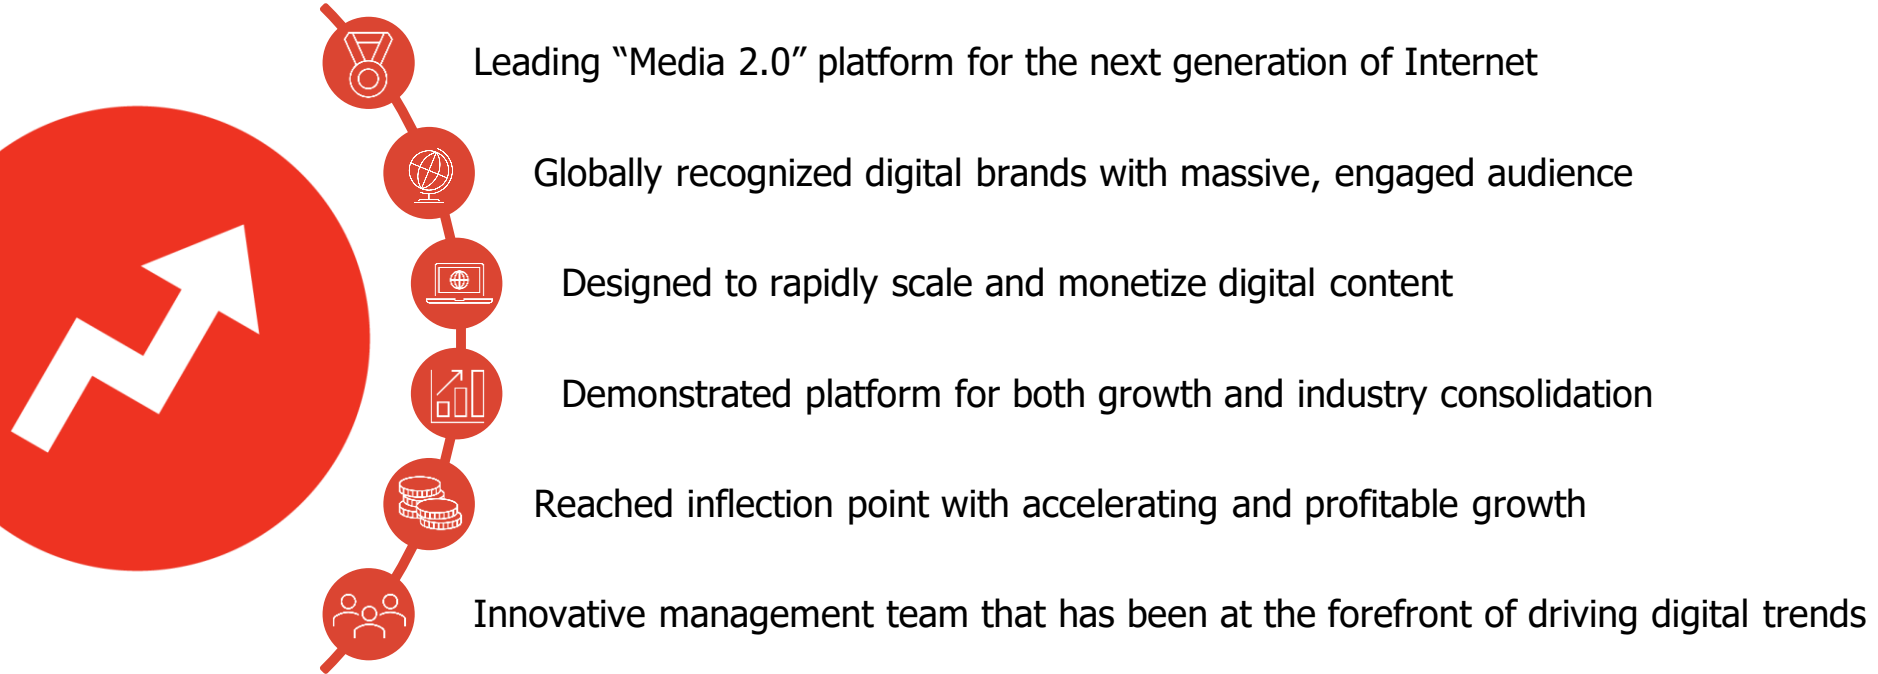 Leading “Media 2.0” platform for the next generation of Internet
Globally recognized digital brands with massive, engaged audience
Designed to rapidly scale and monetize digital content
Demonstrated platform for both growth and industry consolidation
Reached inflection point with accelerating and profitable growth
Innovative management team that has been at the forefront of driving digital trends